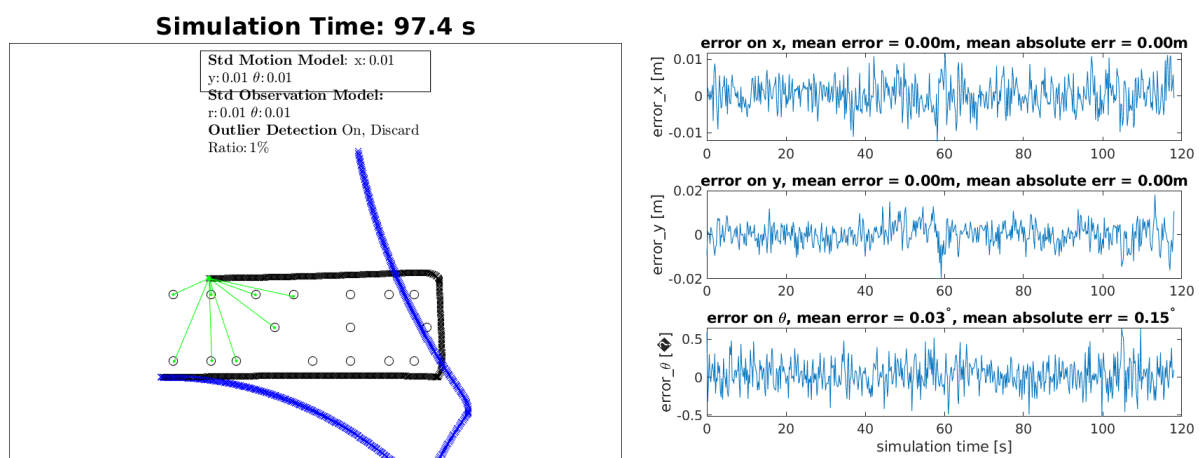 Simulation Time: 97.4 s
Std Motion Model: x: 0.01
y: 0.01 θ: 0.01
Std Observation Model:
r: 0.01 θ: 0.01
Outlier Detection On, Discard
Ratio: 1%
error on x, mean error = 0.00m, mean absolute err = 0.00m
error_x [m]
0.01
0
-0.01
0 20 40 60 80 100 120
error on y, mean error = 0.00m, mean absolute err = 0.00m
error_y [m]
0.02
0
-0.02
0 20 40 60 80 100 120
error on θ, mean error = 0.03°, mean absolute err = 0.15°
error_θ [�]
0.5
0
-0.5
0 20 40 60 80 100 120
simulation time [s]